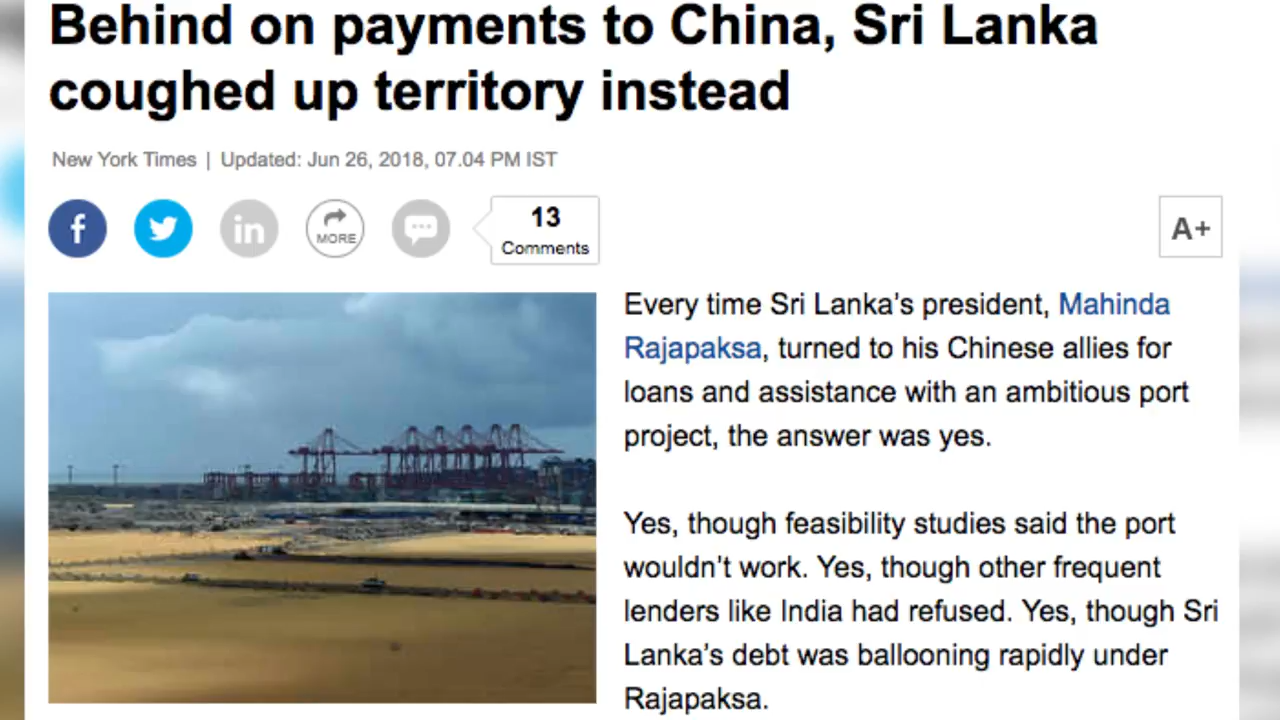 Behind on payments to China, Sri Lanka
coughed up territory instead
New York Times | Updated: Jun 26, 2018, 07.04 PM IST
f
in
MORE
13
Comments
A+
Every time Sri Lanka's president, Mahinda
Rajapaksa, turned to his Chinese allies for
loans and assistance with an ambitious port
project, the answer was yes.
Yes, though feasibility studies said the port
wouldn't work. Yes, though other frequent
lenders like India had refused. Yes, though Sri
Lanka's debt was ballooning rapidly under
Rajapaksa.